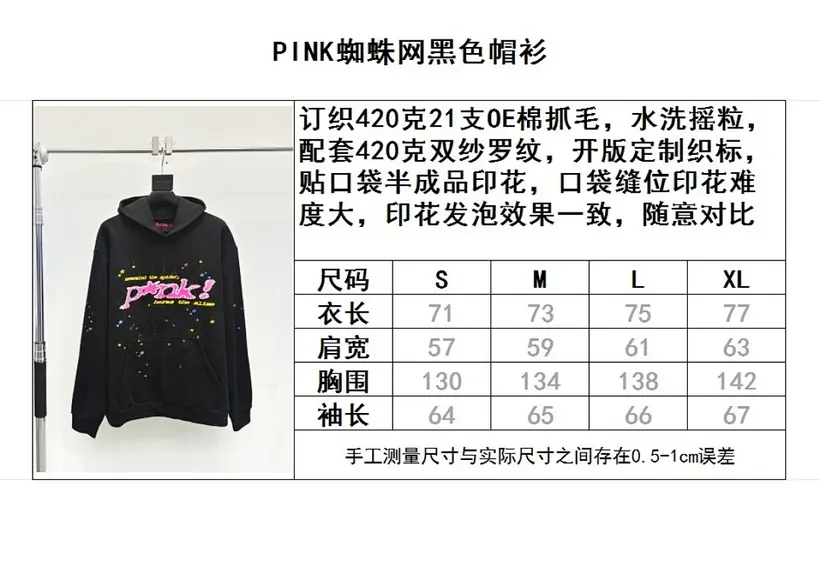 PINK蜘蛛网黑色帽衫
订织420克21支OE棉抓毛，水洗摇粒，
配套420克双纱罗纹，开版定制织标，
贴口袋半成品印花，口袋缝位印花难
度大，印花发泡效果一致，随意对比
p*nk!
尺码 S M L XL
衣长 71 73 75 77
肩宽 57 59 61 63
胸围 130 134 138 142
袖长 64 65 66 67
手工测量尺寸与实际尺寸之间存在0.5-1cm误差